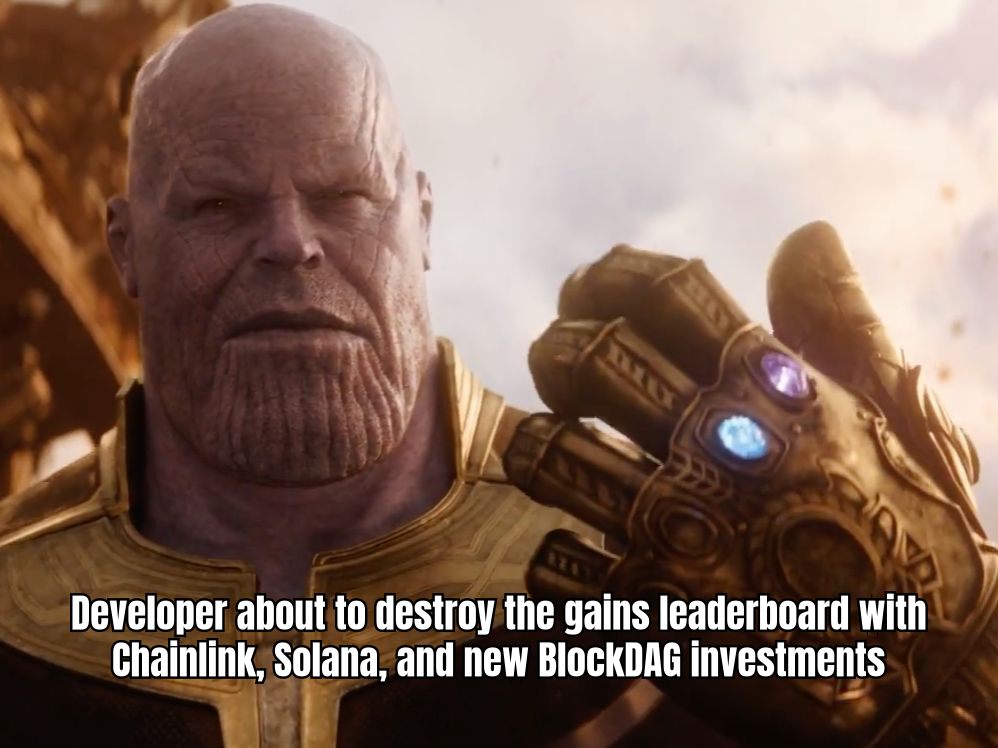 Developer about to destroy the gains leaderboard with
Chainlink, Solana, and new BlockDAG investments